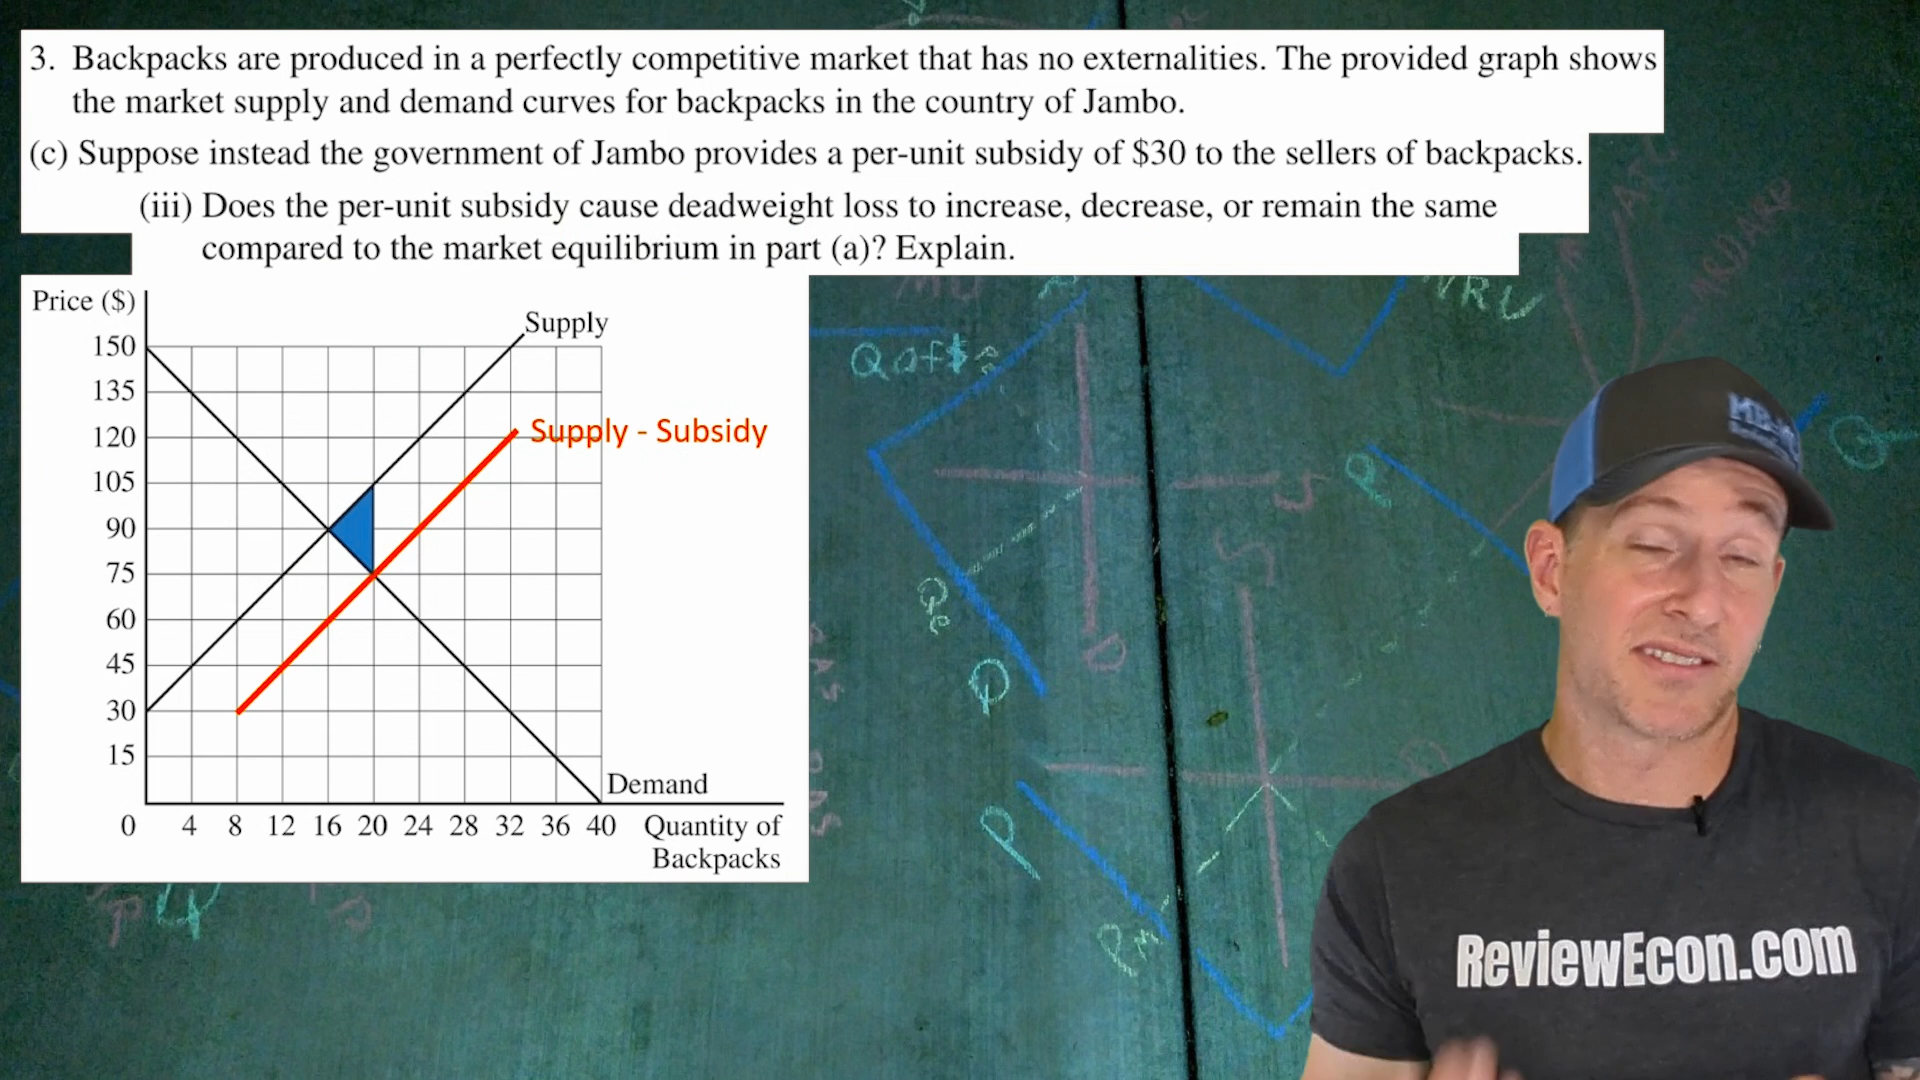 3. Backpacks are produced in a perfectly competitive market that has no externalities. The provided graph shows
the market supply and demand curves for backpacks in the country of Jambo.
(c) Suppose instead the government of Jambo provides a per-unit subsidy of $30 to the sellers of backpacks.
(iii) Does the per-unit subsidy cause deadweight loss to increase, decrease, or remain the same
compared to the market equilibrium in part (a)? Explain.
Price ($)
Supply
150
135
120
Supply - Subsidy
105
90
75
60
45
30
15
Demand
0 4 8 12 16 20 24 28 32 36 40 Quantity of
Backpacks
Q of $
S
P
Q
D
ReviewEcon.com